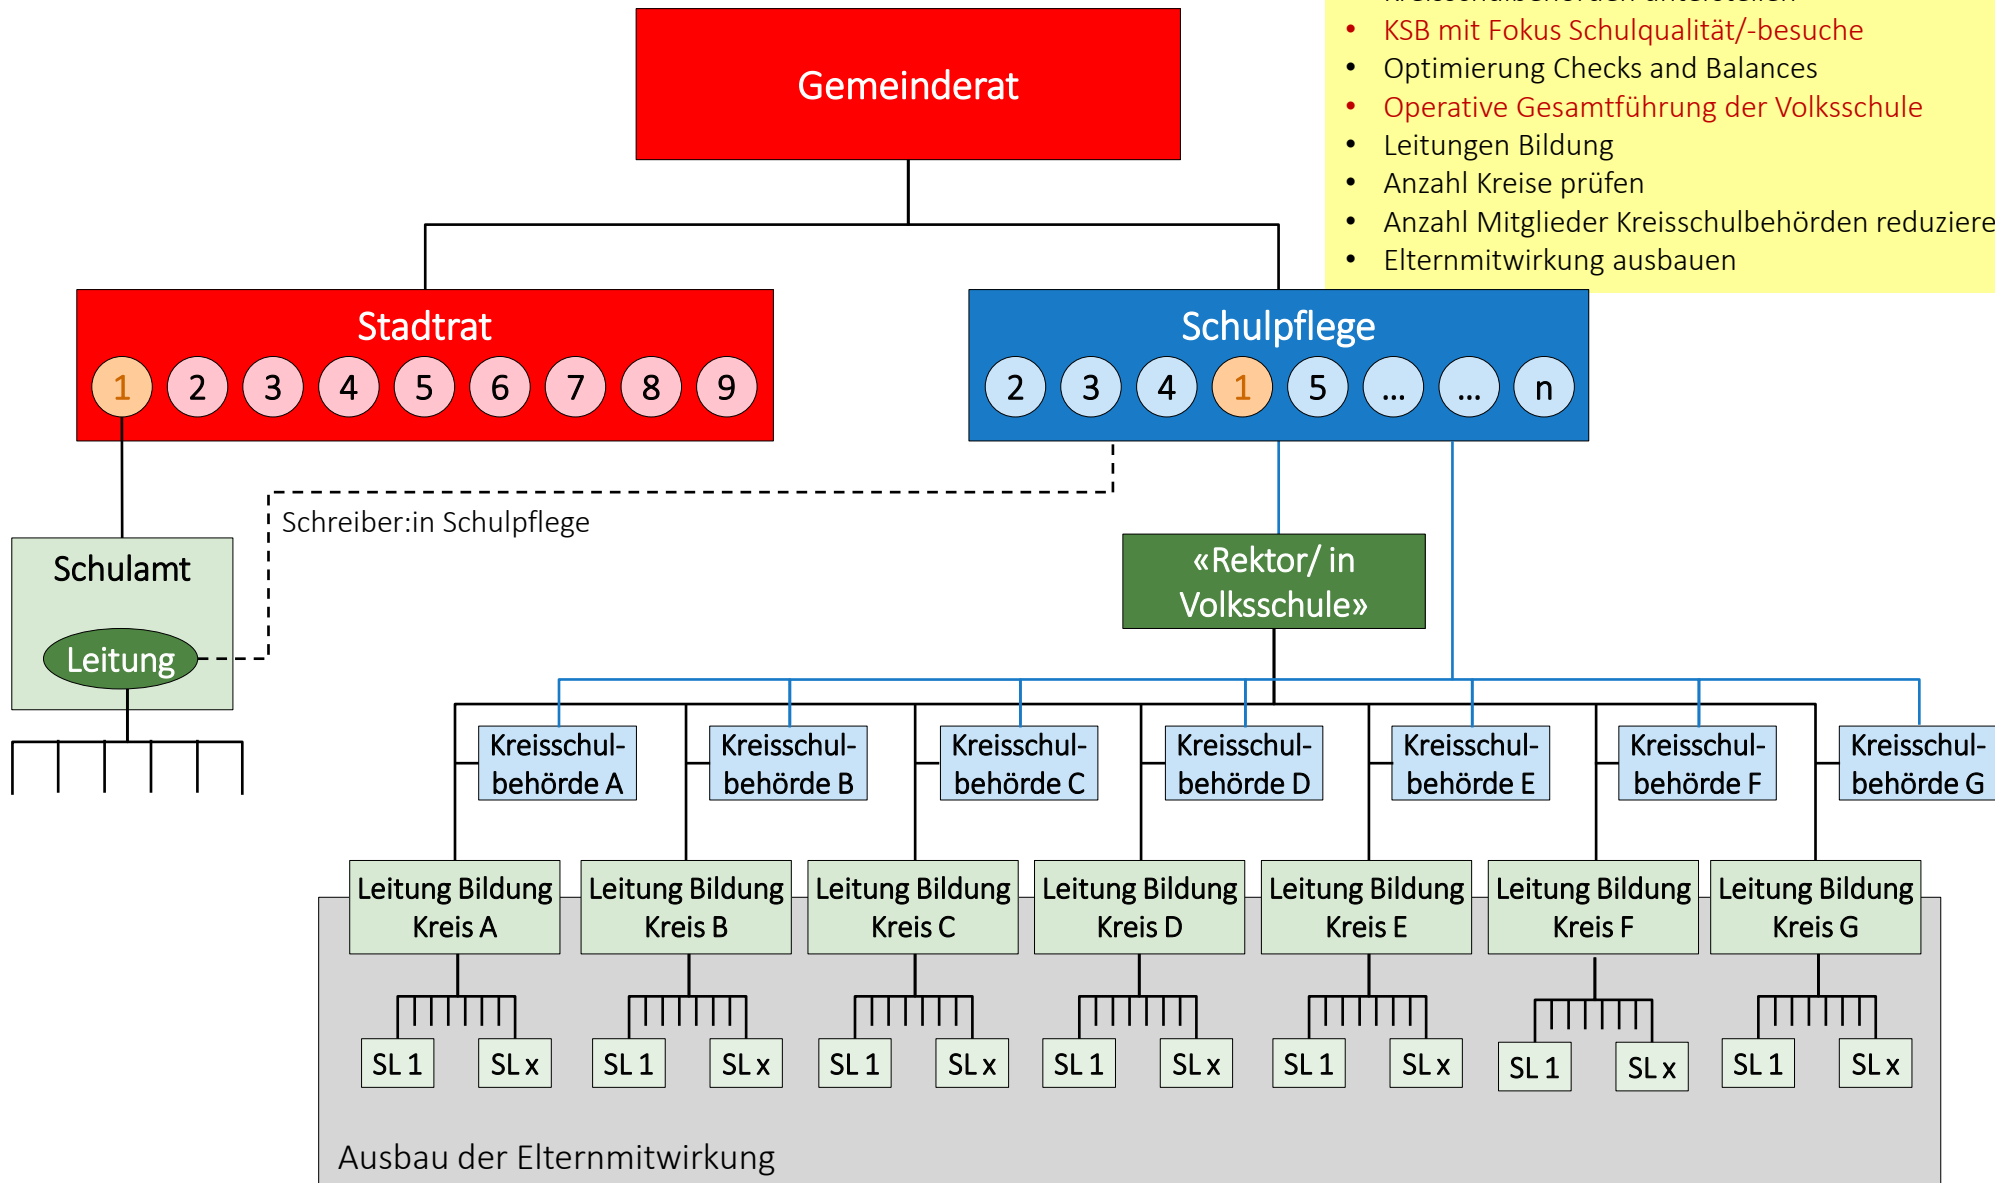 Kreisschulbehörden unterstellen
• KSB mit Fokus Schulqualität/-besuche
• Optimierung Checks and Balances
• Operative Gesamtführung der Volksschule
• Leitungen Bildung
• Anzahl Kreise prüfen
• Anzahl Mitglieder Kreisschulbehörden reduziere
• Elternmitwirkung ausbauen
Gemeinderat
Stadtrat
1 2 3 4 5 6 7 8 9
Schulpflege
2 3 4 1 5 ... ... n
Schreiber:in Schulpflege
Schulamt
Leitung
«Rektor/ in
Volksschule»
Kreisschul-
behörde A
Kreisschul-
behörde B
Kreisschul-
behörde C
Kreisschul-
behörde D
Kreisschul-
behörde E
Kreisschul-
behörde F
Kreisschul-
behörde G
Leitung Bildung
Kreis A
Leitung Bildung
Kreis B
Leitung Bildung
Kreis C
Leitung Bildung
Kreis D
Leitung Bildung
Kreis E
Leitung Bildung
Kreis F
Leitung Bildung
Kreis G
SL 1 SL x
SL 1 SL x
SL 1 SL x
SL 1 SL x
SL 1 SL x
SL 1 SL x
SL 1 SL x
Ausbau der Elternmitwirkung